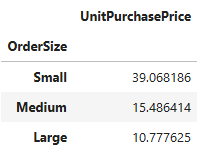 UnitPurchasePrice
OrderSize
Small 39.068186
Medium 15.486414
Large 10.777625